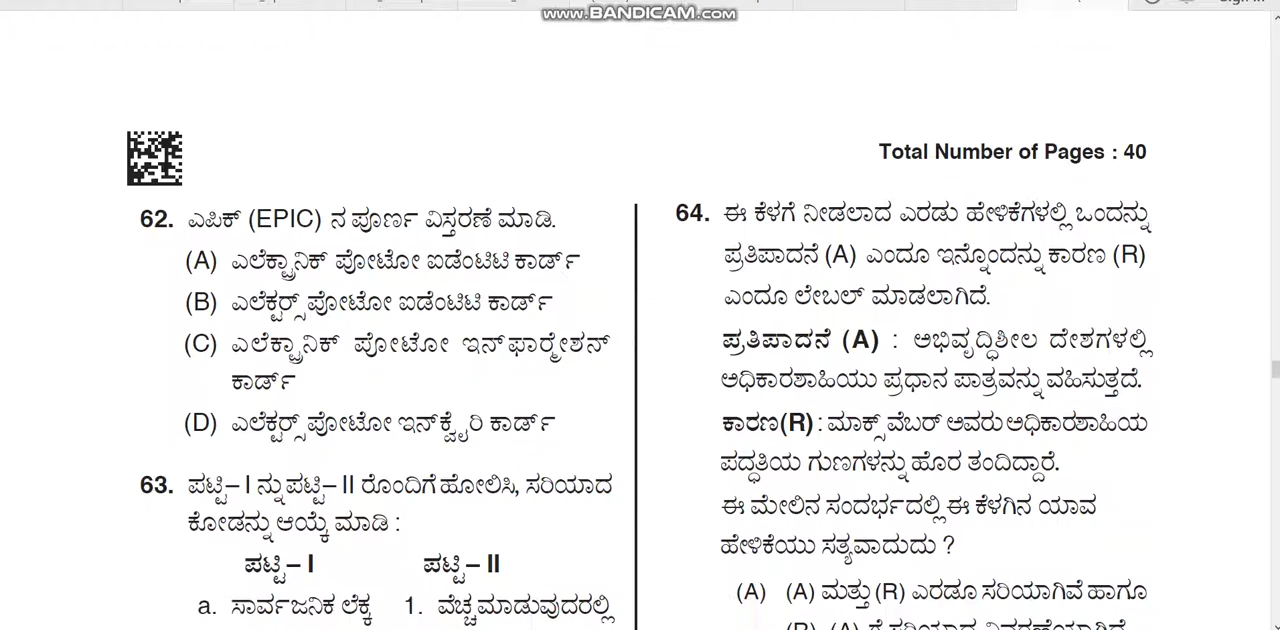 www.BANDICAM.com
Total Number of Pages : 40
62. ಎಪಿಕ್ (EPIC) ನ ಪೂರ್ಣ ವಿಸ್ತರಣೆ ಮಾಡಿ.
(A) ಎಲೆಕ್ಟ್ರಾನಿಕ್ ಪೋಟೋ ಐಡೆಂಟಿಟಿ ಕಾರ್ಡ್
(B) ಎಲೆಕ್ಟರ್ಸ್ ಪೋಟೋ ಐಡೆಂಟಿಟಿ ಕಾರ್ಡ್
(C) ಎಲೆಕ್ಟ್ರಾನಿಕ್ ಪೋಟೋ ಇನ್‌ಫಾರ್ಮೇಶನ್
ಕಾರ್ಡ್
(D) ಎಲೆಕ್ಟರ್ಸ್ ಪೋಟೋ ಇನ್‌ಕ್ವೈರಿ ಕಾರ್ಡ್
63. ಪಟ್ಟಿ– I ನ್ನು ಪಟ್ಟಿ– II ರೊಂದಿಗೆ ಹೋಲಿಸಿ, ಸರಿಯಾದ
ಕೋಡನ್ನು ಆಯ್ಕೆ ಮಾಡಿ :
ಪಟ್ಟಿ– I ಪಟ್ಟಿ– II
a. ಸಾರ್ವಜನಿಕ ಲೆಕ್ಕ 1. ವೆಚ್ಚಮಾಡುವುದರಲ್ಲಿ
64. ಈ ಕೆಳಗೆ ನೀಡಲಾದ ಎರಡು ಹೇಳಿಕೆಗಳಲ್ಲಿ ಒಂದನ್ನು
ಪ್ರತಿಪಾದನೆ (A) ಎಂದೂ ಇನ್ನೊಂದನ್ನು ಕಾರಣ (R)
ಎಂದೂ ಲೇಬಲ್ ಮಾಡಲಾಗಿದೆ.
ಪ್ರತಿಪಾದನೆ (A) : ಅಭಿವೃದ್ಧಿಶೀಲ ದೇಶಗಳಲ್ಲಿ
ಅಧಿಕಾರಶಾಹಿಯು ಪ್ರಧಾನ ಪಾತ್ರವನ್ನು ವಹಿಸುತ್ತದೆ.
ಕಾರಣ(R) : ಮಾಕ್ಸ್‌ವೆಬರ್ ಅವರು ಅಧಿಕಾರಶಾಹಿಯ
ಪದ್ಧತಿಯ ಗುಣಗಳನ್ನು ಹೊರ ತಂದಿದ್ದಾರೆ.
ಈ ಮೇಲಿನ ಸಂದರ್ಭದಲ್ಲಿ ಈ ಕೆಳಗಿನ ಯಾವ
ಹೇಳಿಕೆಯು ಸತ್ಯವಾದುದು ?
(A) (A) ಮತ್ತು (R) ಎರಡೂ ಸರಿಯಾಗಿವೆ ಹಾಗೂ